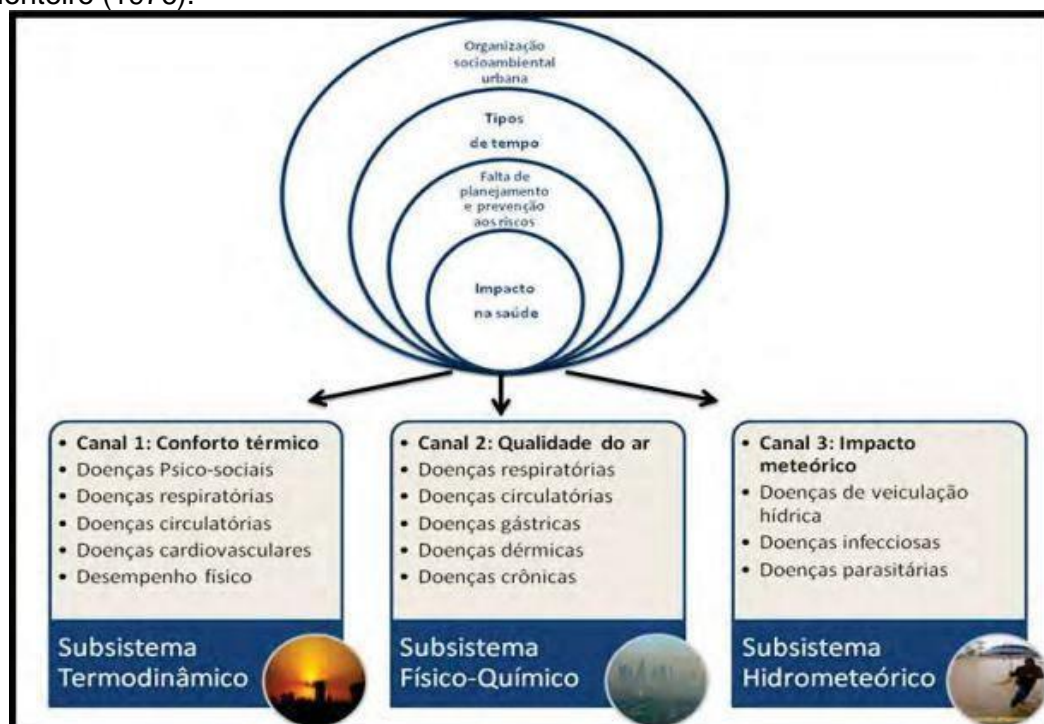 Organização
socioambiental
urbana
Tipos
de tempo
Falta de
planejamento
e prevenção
aos riscos
Impacto
na saúde
• Canal 1: Conforto térmico
• Doenças Psico-sociais
• Doenças respiratórias
• Doenças circulatórias
• Doenças cardiovasculares
• Desempenho físico
Subsistema
Termodinâmico
• Canal 2: Qualidade do ar
• Doenças respiratórias
• Doenças circulatórias
• Doenças gástricas
• Doenças dérmicas
• Doenças crônicas
Subsistema
Físico-Químico
• Canal 3: Impacto
meteórico
• Doenças de veiculação
hídrica
• Doenças infecciosas
• Doenças parasitárias
Subsistema
Hidrometeórico